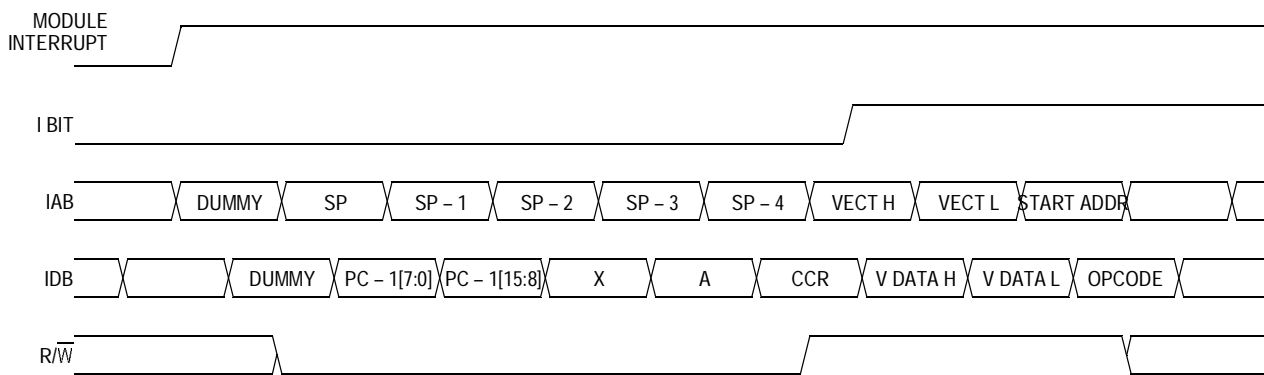 MODULE
INTERRUPT
I BIT
IAB DUMMY SP SP – 1 SP – 2 SP – 3 SP – 4 VECT H VECT L START ADDR
IDB DUMMY PC – 1[7:0] PC – 1[15:8] X A CCR V DATA H V DATA L OPCODE
R/W̅